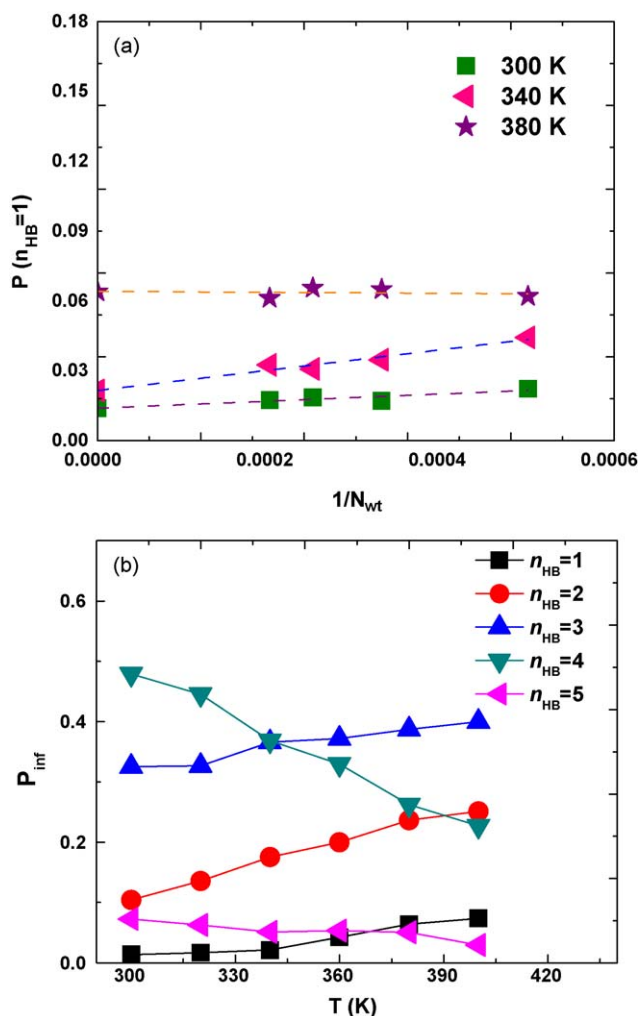 (a)
300 K
340 K
380 K
0.18
0.15
0.12
0.09
0.06
0.03
0.00
P (nHB=1)
0.0000
0.0002
0.0004
0.0006
1/Nwt
(b)
nHB=1
nHB=2
nHB=3
nHB=4
nHB=5
0.6
0.4
0.2
0.0
Pinf
300
330
360
390
420
T (K)